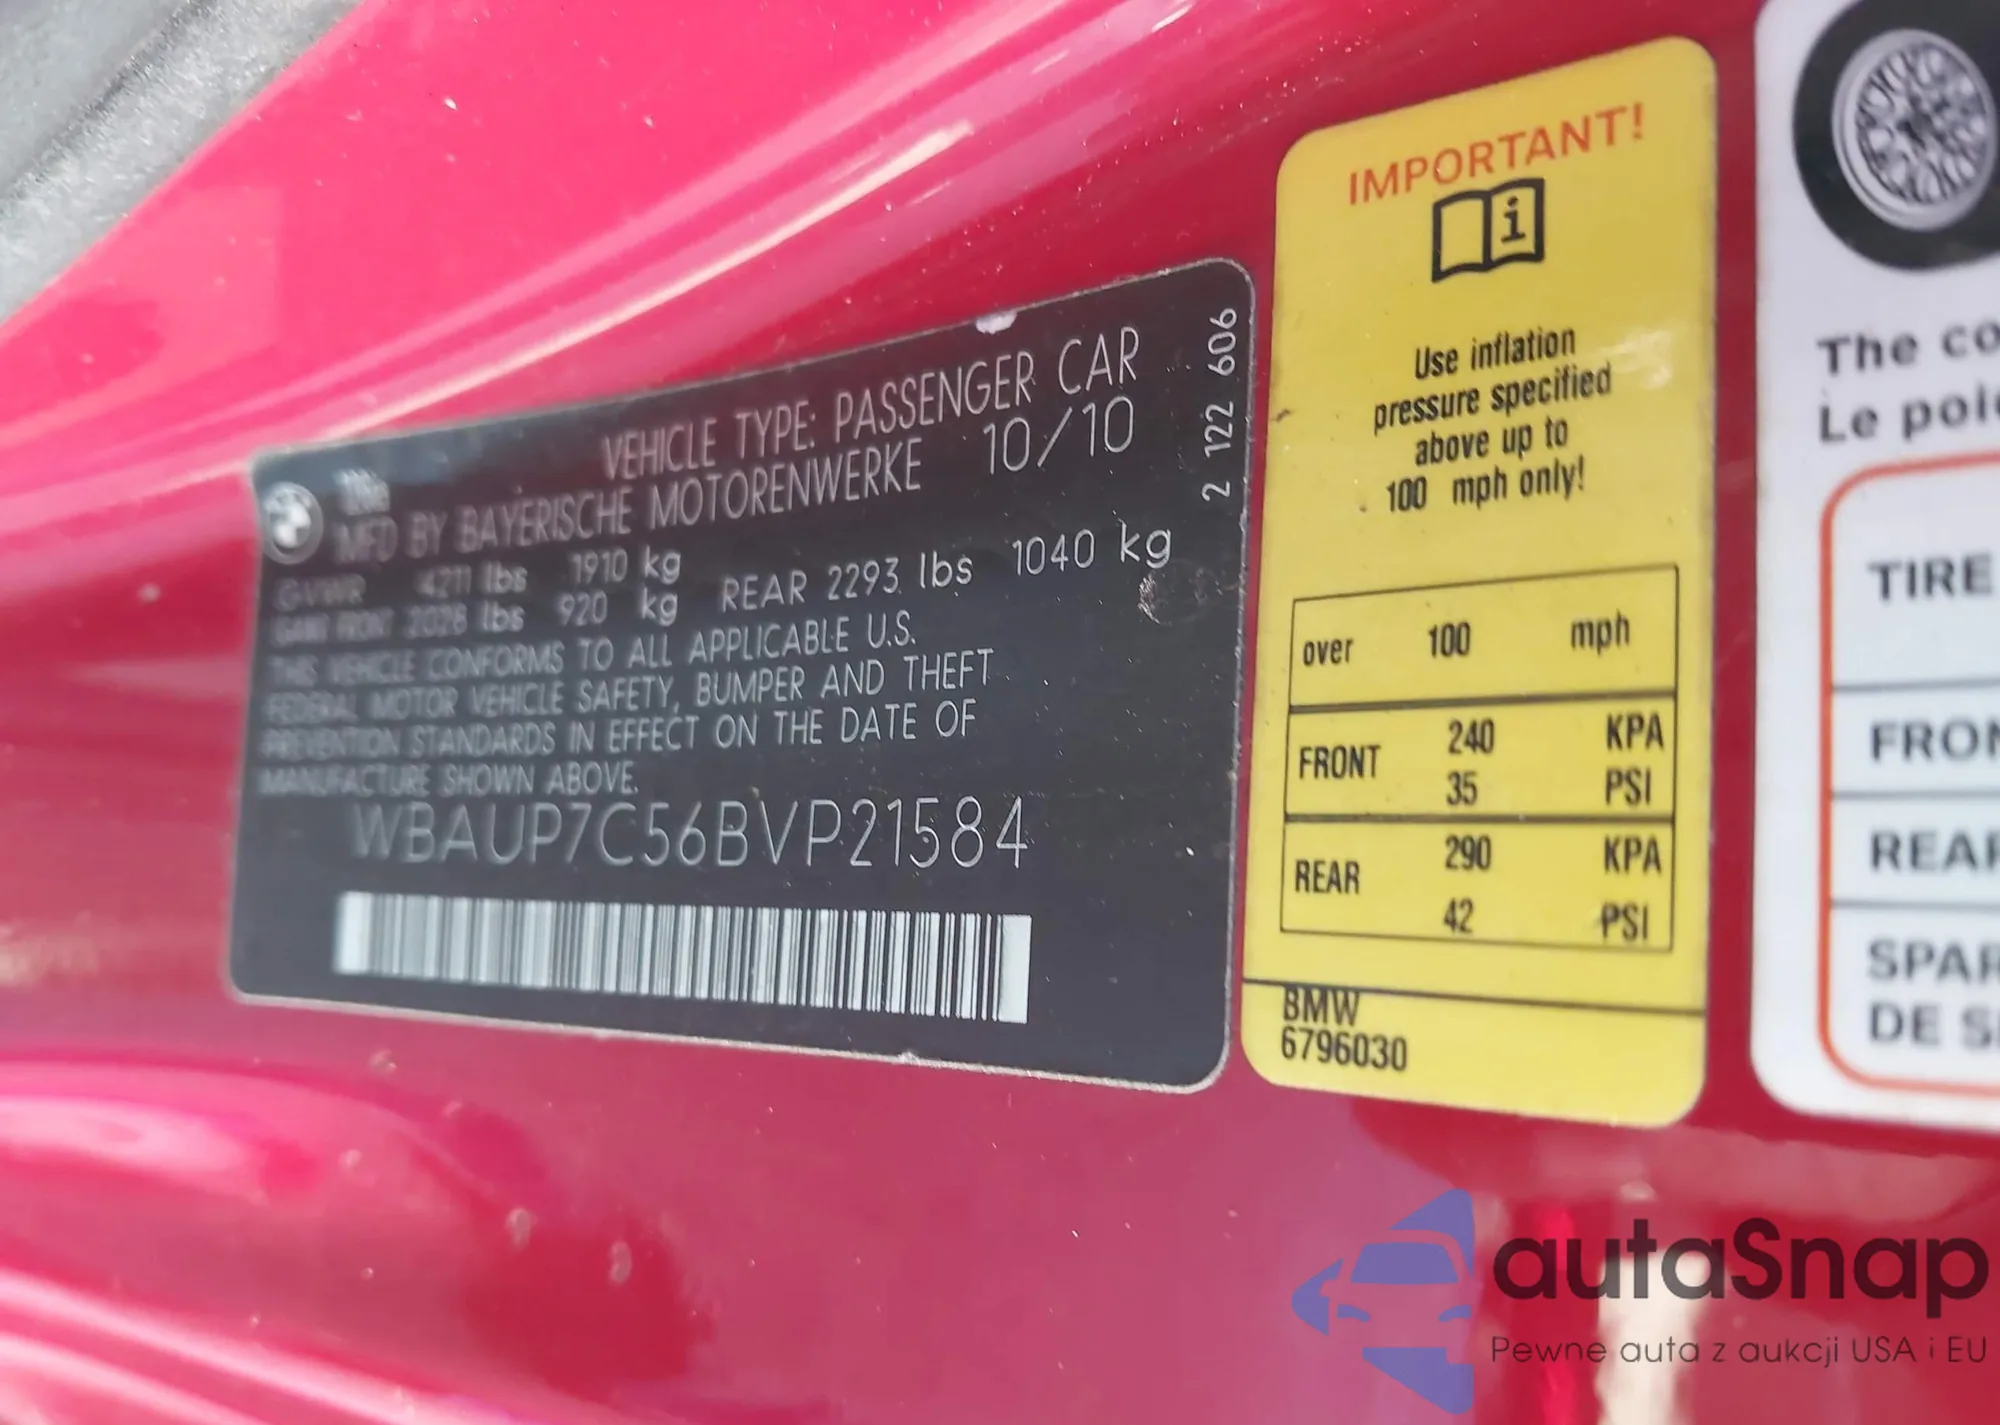 VEHICLE TYPE: PASSENGER CAR
MFD BY BAYERISCHE MOTORENWERKE 10/10
GVWR 4211 lbs 1910 kg
GAWR FRONT 2028 lbs 920 kg REAR 2293 lbs 1040 kg
THIS VEHICLE CONFORMS TO ALL APPLICABLE U.S.
FEDERAL MOTOR VEHICLE SAFETY, BUMPER AND THEFT
PREVENTION STANDARDS IN EFFECT ON THE DATE OF
MANUFACTURE SHOWN ABOVE.
WBAUP7C56BVP21584
2 122 606
IMPORTANT!
i
Use inflation
pressure specified
above up to
100 mph only!
over 100 mph
FRONT 240 KPA
35 PSI
REAR 290 KPA
42 PSI
BMW
6796030
The co
Le poi
TIRE
FRON
REAR
SPAR
DE S
autaSnap
Pewne auta z aukcji USA i EU